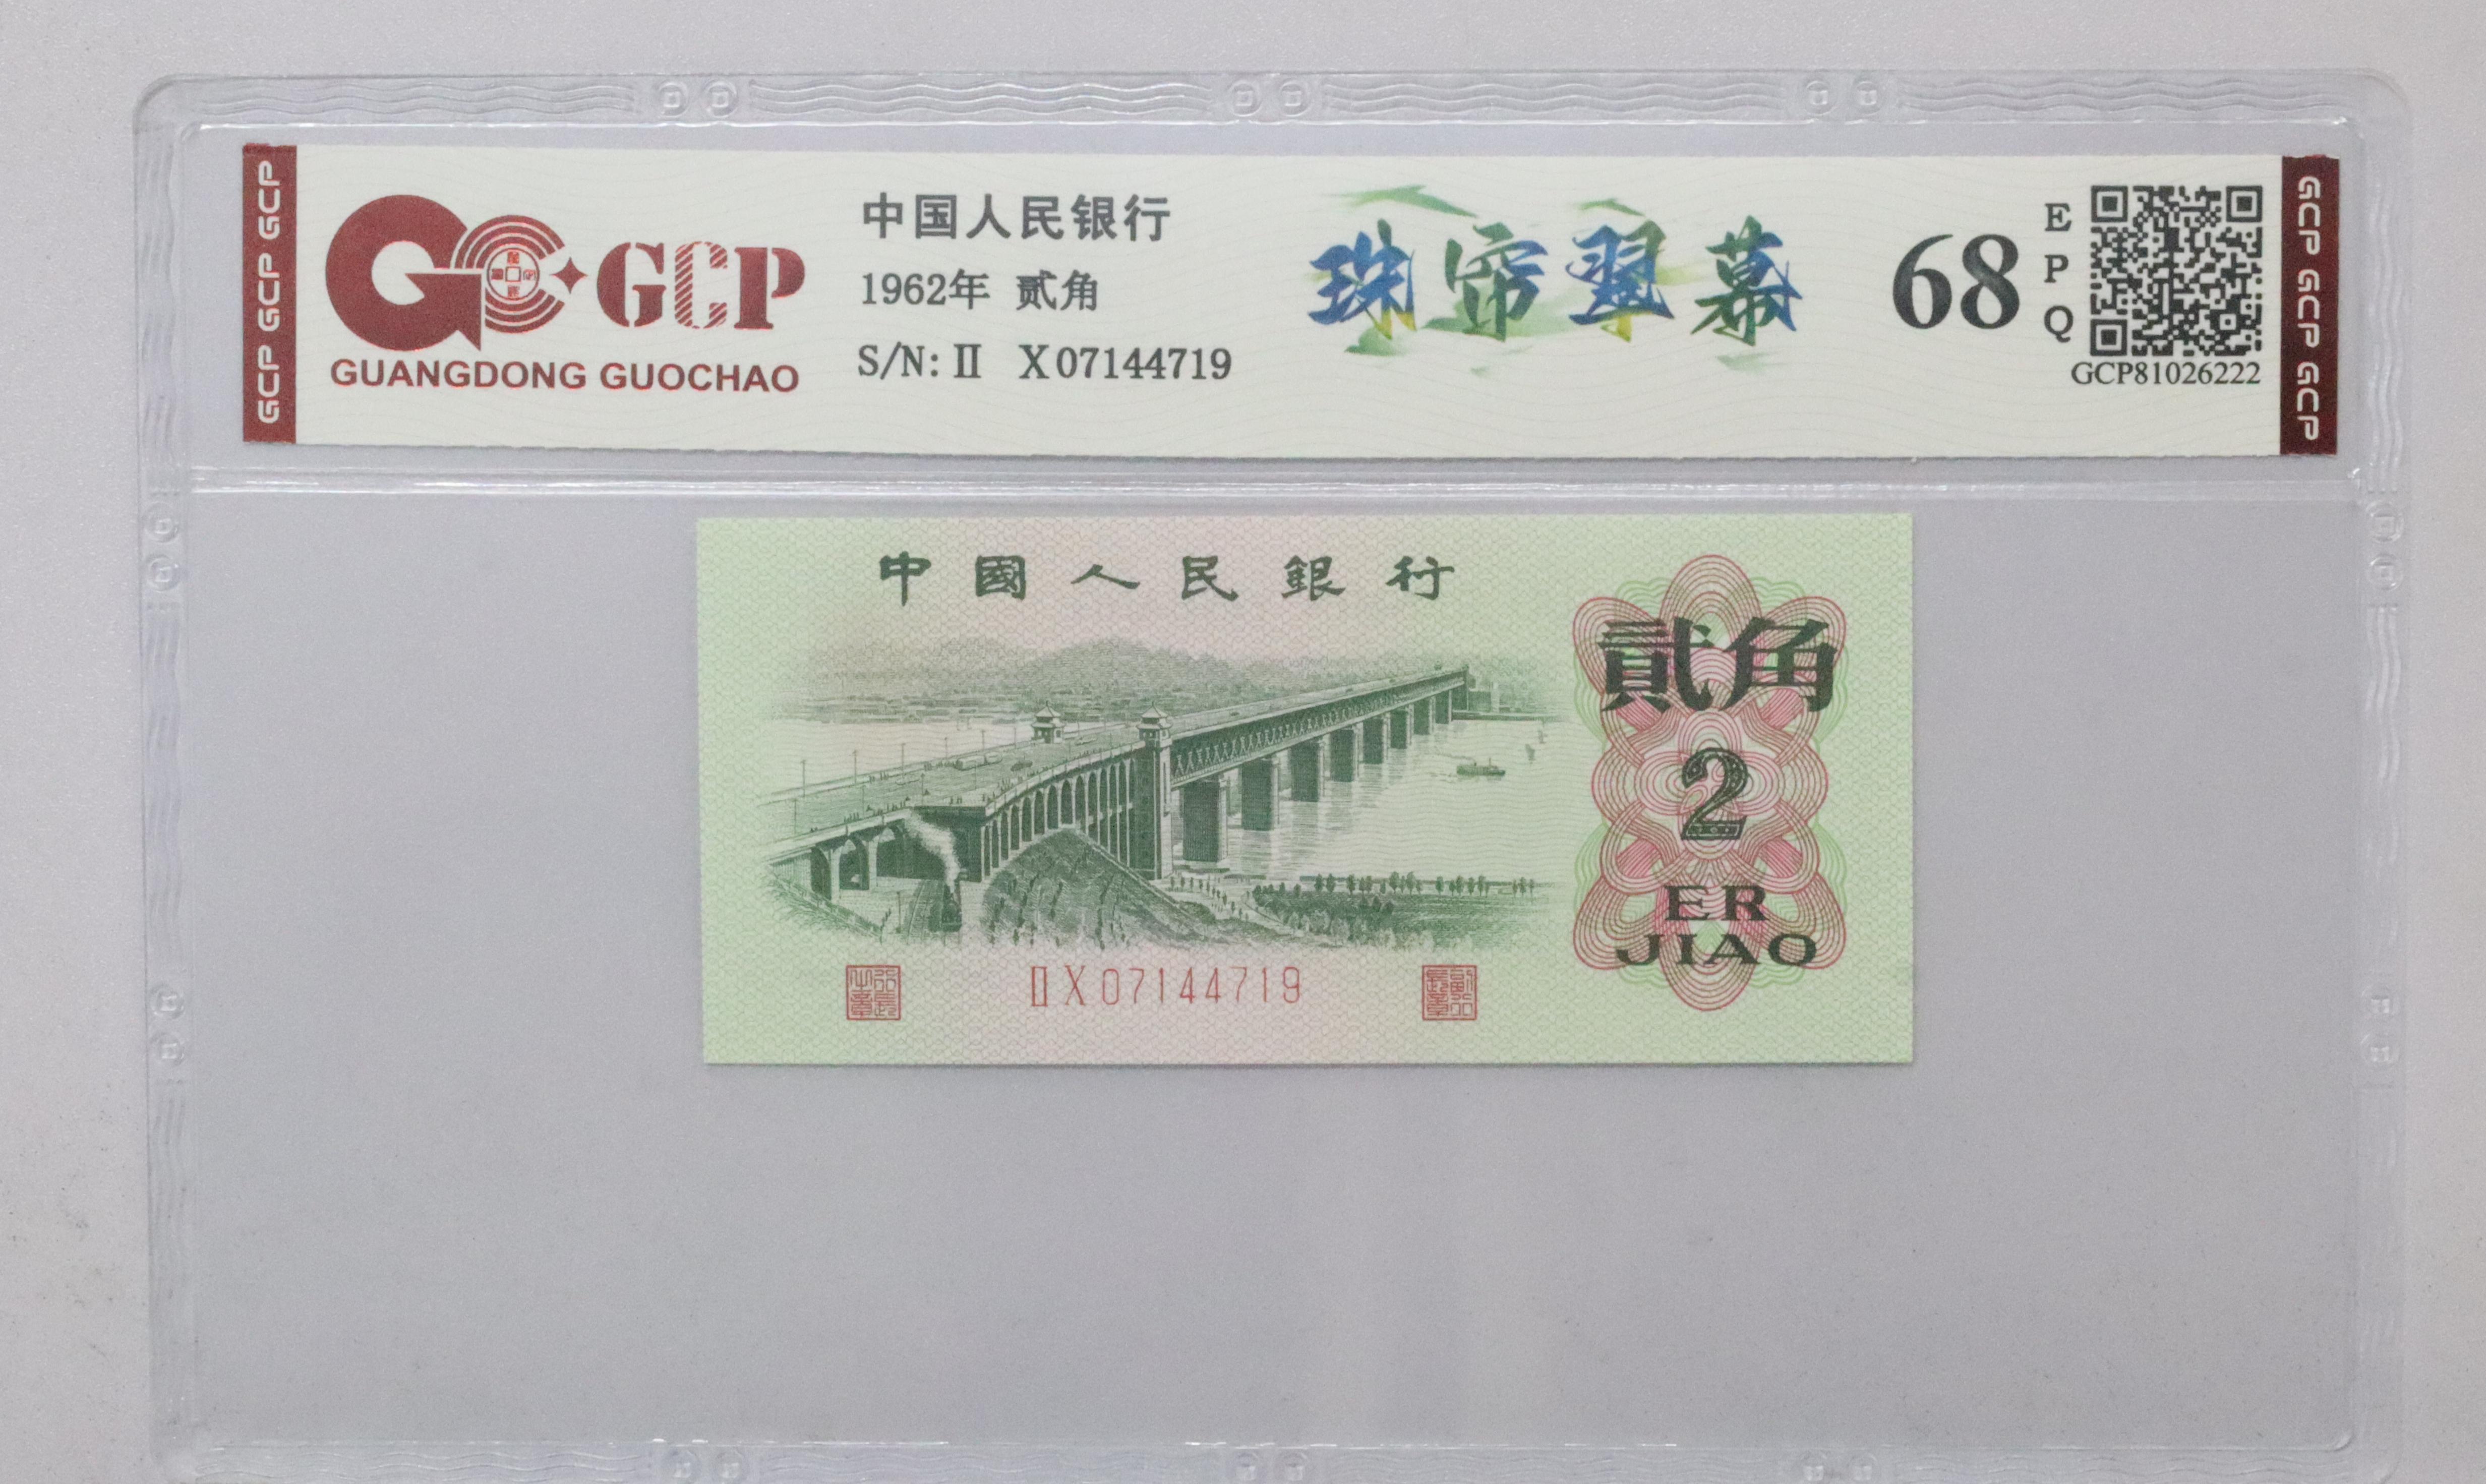 GCP GCP GCP
GCP
GUANGDONG GUOCHAO
中国人民银行
1962年 贰角
S/N: Ⅱ X07144719
珠帘翠幕
68
EPQ
GCP81026222
GCP GCP GCP
中國人民銀行
貳角
2
ER
JIAO
ⅡX07144719